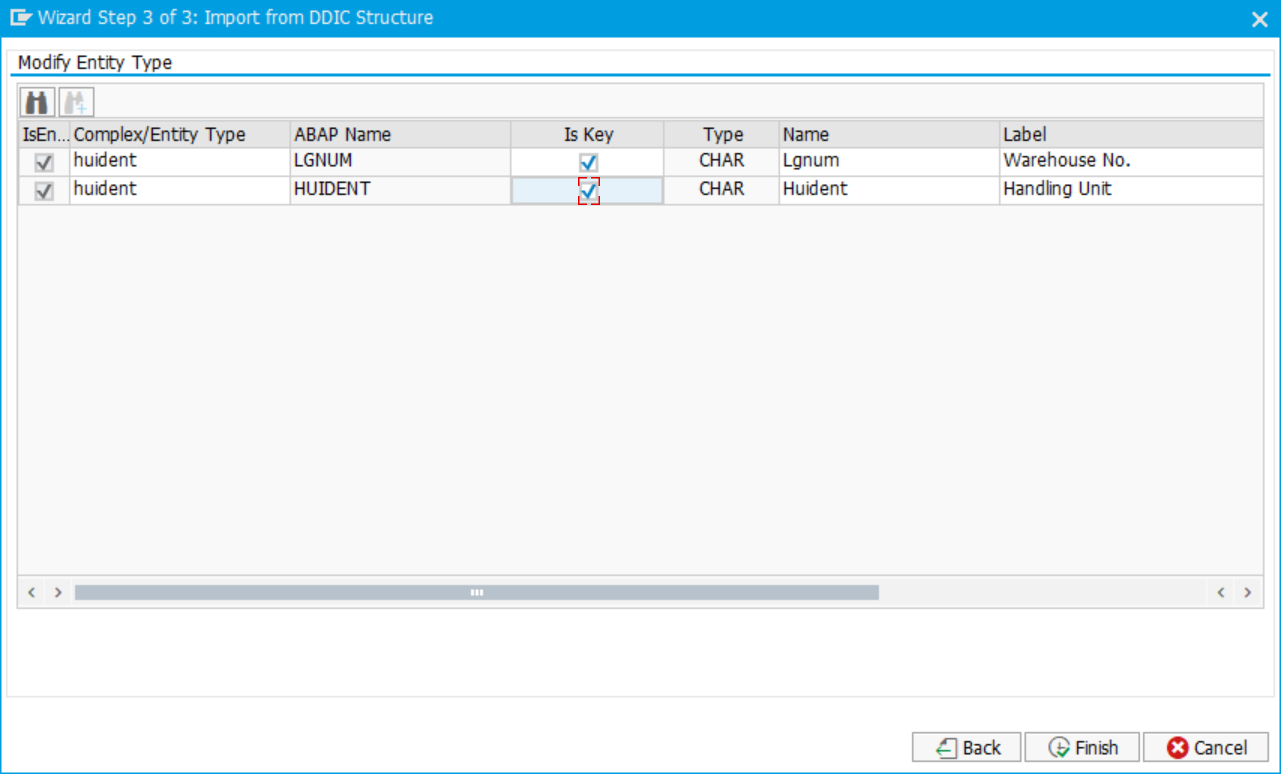 Wizard Step 3 of 3: Import from DDIC Structure
Modify Entity Type
IsEn... Complex/Entity Type ABAP Name Is Key Type Name Label
huident LGNUM CHAR Lgnum Warehouse No.
huident HUIDENT CHAR Huident Handling Unit
Back Finish Cancel